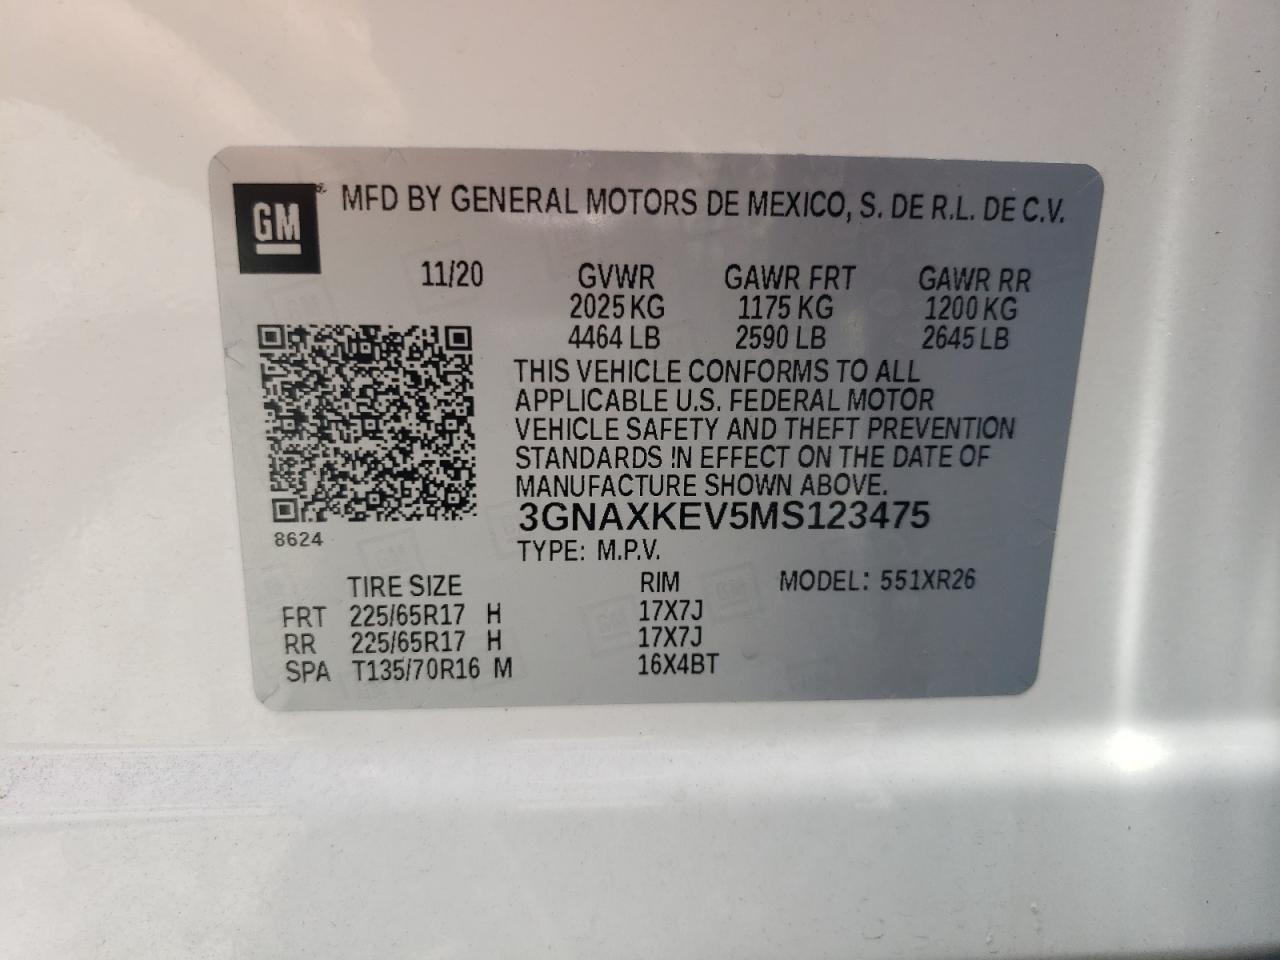 GM
MFD BY GENERAL MOTORS DE MEXICO, S. DE R.L. DE C.V.
11/20 GVWR GAWR FRT GAWR RR
2025 KG 1175 KG 1200 KG
4464 LB 2590 LB 2645 LB
THIS VEHICLE CONFORMS TO ALL
APPLICABLE U.S. FEDERAL MOTOR
VEHICLE SAFETY AND THEFT PREVENTION
STANDARDS IN EFFECT ON THE DATE OF
MANUFACTURE SHOWN ABOVE.
3GNAXKEV5MS123475
8624
TYPE: M.P.V.
TIRE SIZE RIM MODEL: 551XR26
FRT 225/65R17 H 17X7J
RR 225/65R17 H 17X7J
SPA T135/70R16 M 16X4BT